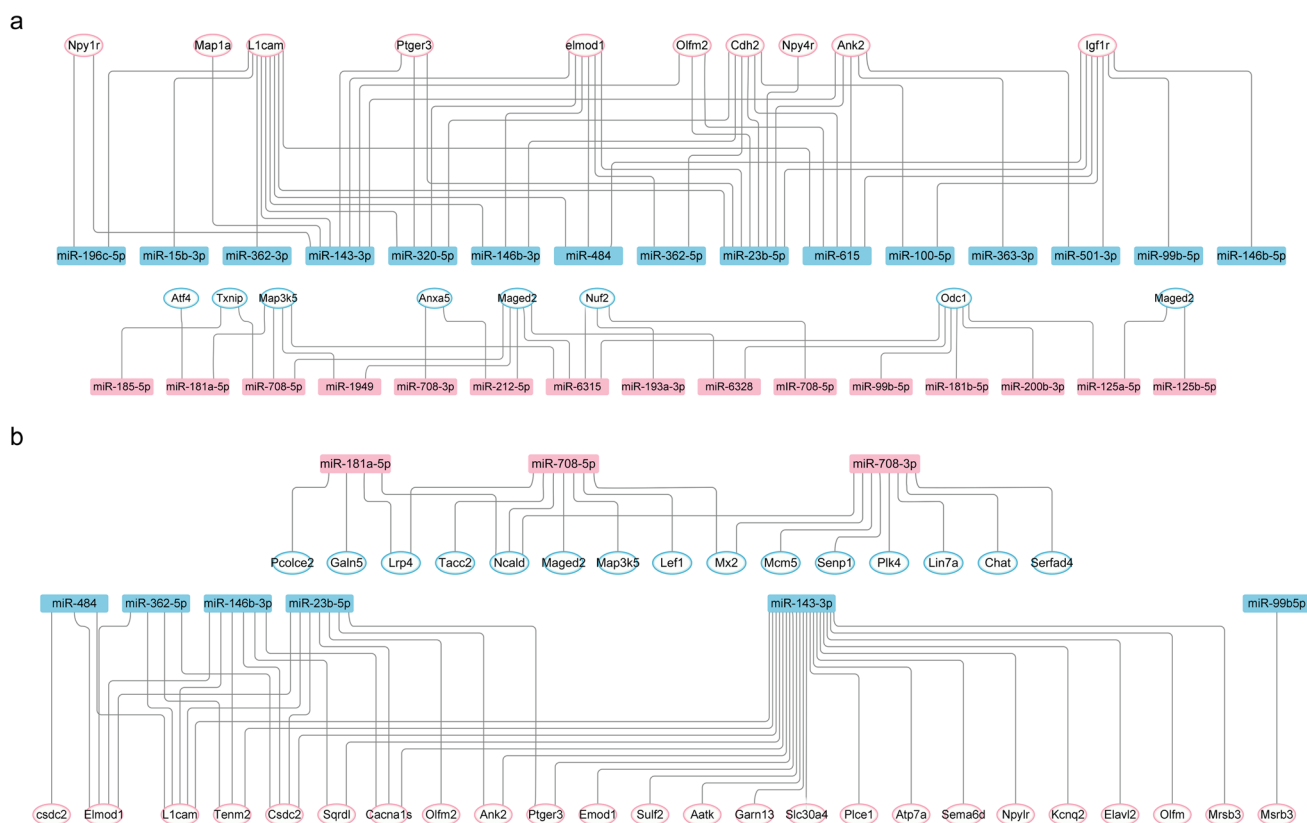 a
Npy1r Map1a L1cam Ptger3 elmod1 Olfm2 Cdh2 Npy4r Ank2 Igf1r
miR-196c-5p miR-15b-3p miR-362-3p miR-143-3p miR-320-5p miR-146b-3p miR-484 miR-362-5p miR-23b-5p miR-615 miR-100-5p miR-363-3p miR-501-3p miR-99b-5p miR-146b-5p
Atf4 Txnip Map3k5 Anxa5 Maged2 Nuf2 Odc1 Maged2
miR-185-5p miR-181a-5p miR-708-5p miR-1949 miR-708-3p miR-212-5p miR-6315 miR-193a-3p miR-6328 mIR-708-5p miR-99b-5p miR-181b-5p miR-200b-3p miR-125a-5p miR-125b-5p
b
miR-181a-5p miR-708-5p miR-708-3p
Pcolce2 Galn5 Lrp4 Tacc2 Ncald Maged2 Map3k5 Lef1 Mx2 Mcm5 Senp1 Plk4 Lin7a Chat Serfad4
miR-484 miR-362-5p miR-146b-3p miR-23b-5p miR-143-3p miR-99b5p
csdc2 Elmod1 L1cam Tenm2 Csdc2 Sqrdl Cacna1s Olfm2 Ank2 Ptger3 Emod1 Sulf2 Aatk Garn13 Slc30a4 Plce1 Atp7a Sema6d Npylr Kcnq2 Elavl2 Olfm Mrsb3 Msrb3